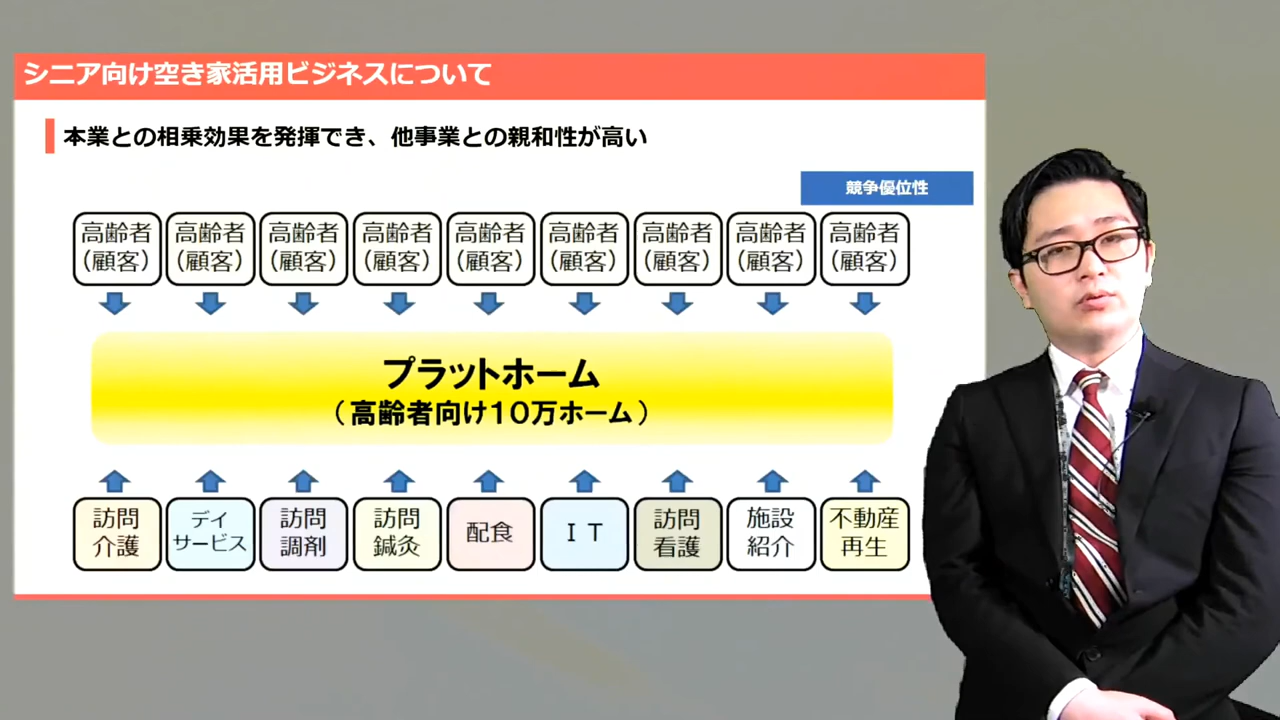 シニア向け空き家活用ビジネスについて
本業との相乗効果を発揮でき、他事業との親和性が高い
競争優位性
高齢者
（顧客）
高齢者
（顧客）
高齢者
（顧客）
高齢者
（顧客）
高齢者
（顧客）
高齢者
（顧客）
高齢者
（顧客）
高齢者
（顧客）
高齢者
（顧客）
プラットホーム
（高齢者向け１０万ホーム）
訪問
介護
デイ
サービス
訪問
調剤
訪問
鍼灸
配食
ＩＴ
訪問
看護
施設
紹介
不動産
再生